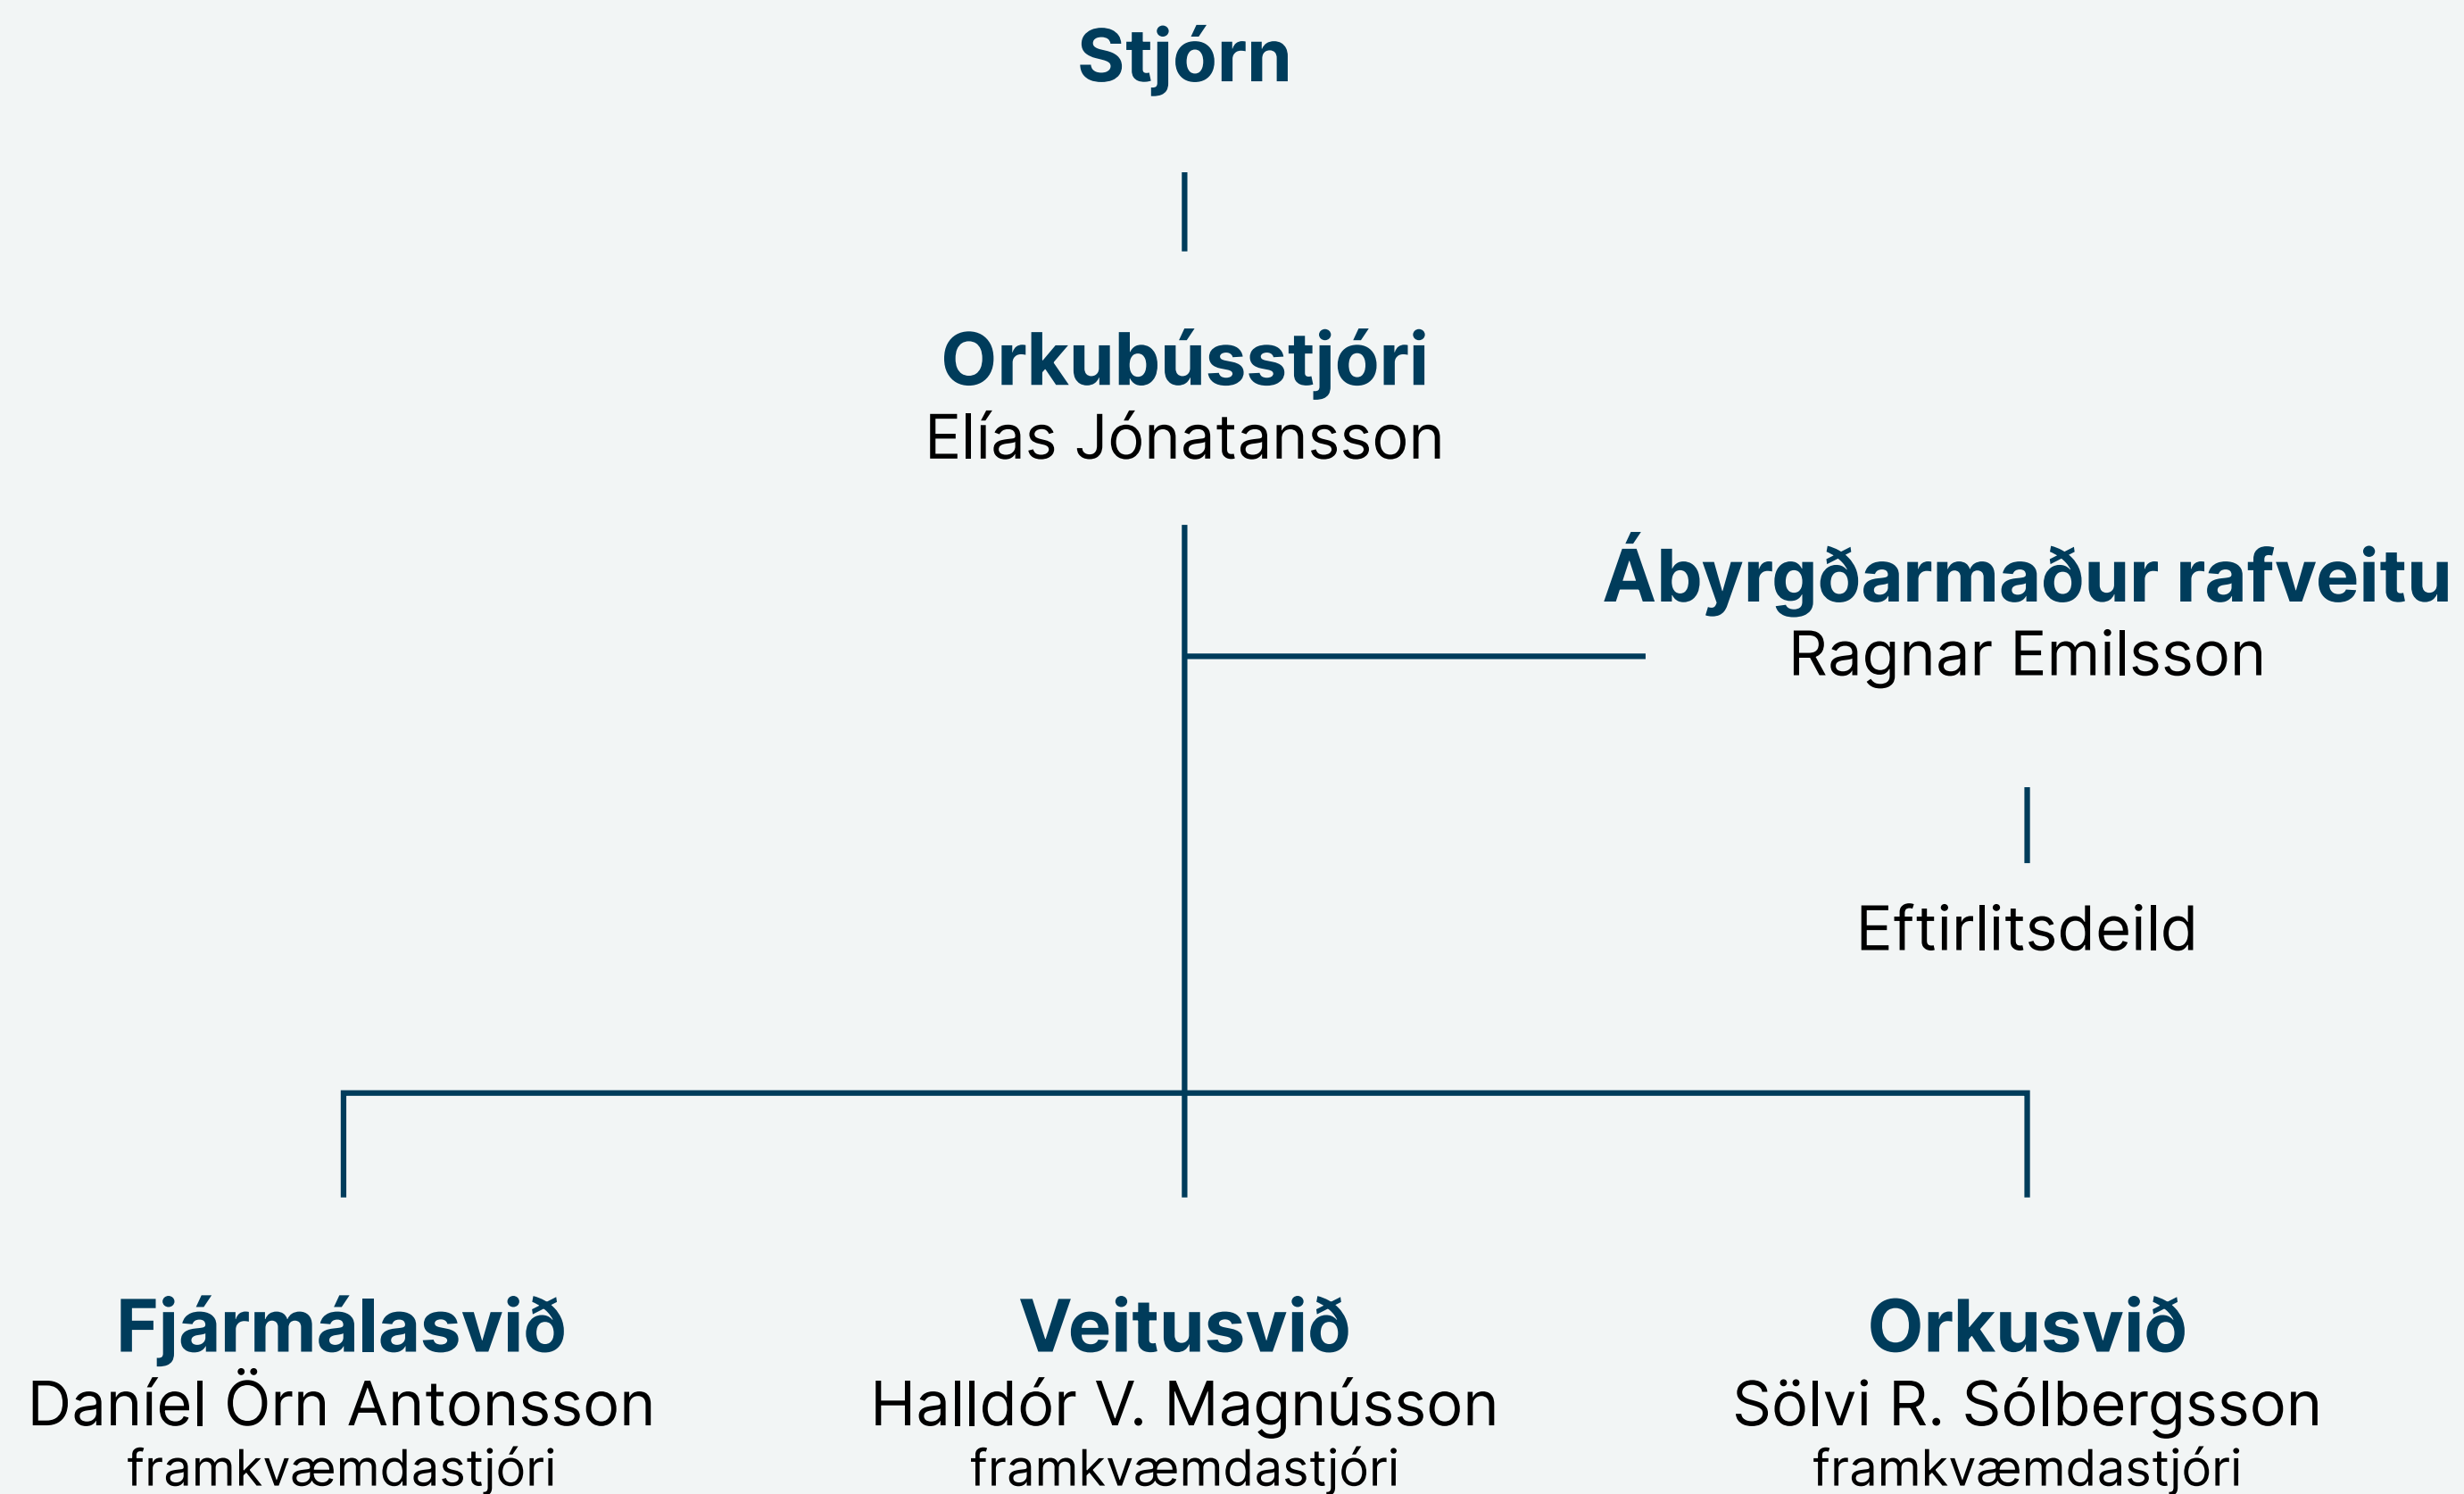 Stjórn
Orkubússtjóri
Elías Jónatansson
Ábyrgðarmaður rafveitu
Ragnar Emilsson
Eftirlitsdeild
Fjármálasvið
Daníel Örn Antonsson
framkvæmdastjóri
Veitusvið
Halldór V. Magnússon
framkvæmdastjóri
Orkusvið
Sölvi R. Sólbergsson
framkvæmdastjóri